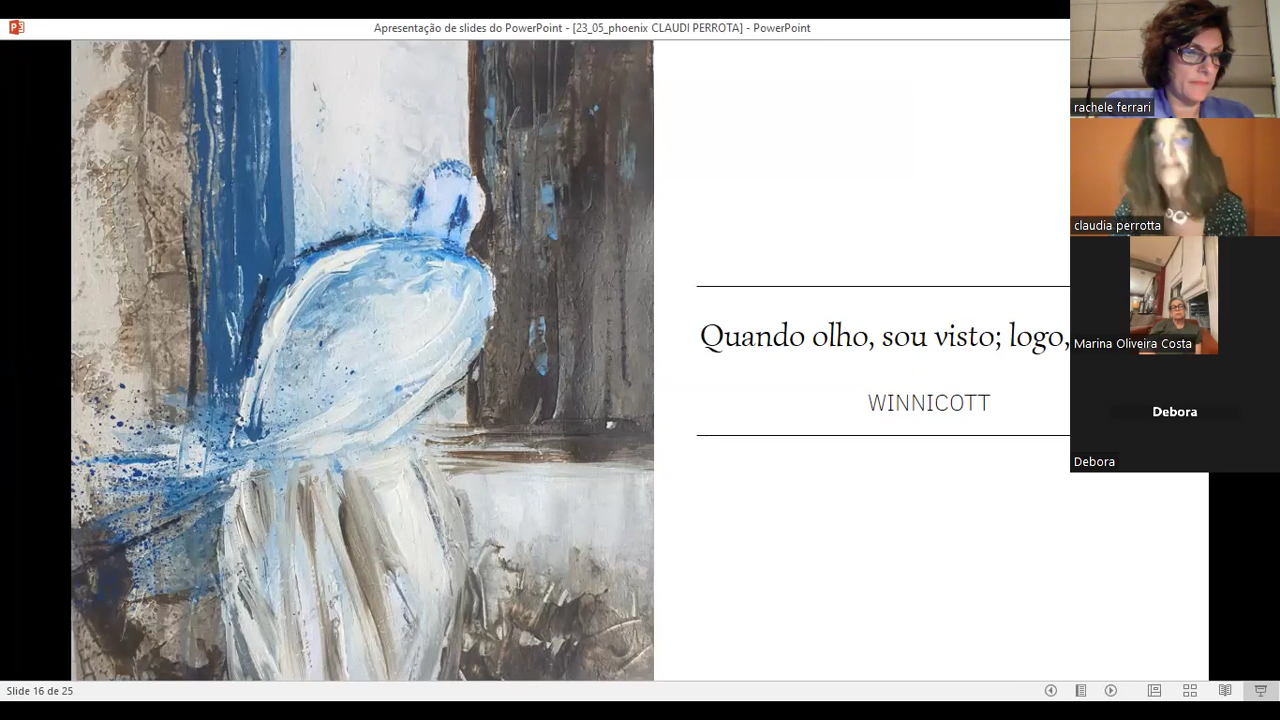 Apresentação de slides do PowerPoint - [23_05_phoenix CLAUDI PERROTA] - PowerPoint
rachele ferrari
claudia perrotta
Quando olho, sou visto; logo,
WINNICOTT
Marina Oliveira Costa
Debora
Debora
Slide 16 de 25